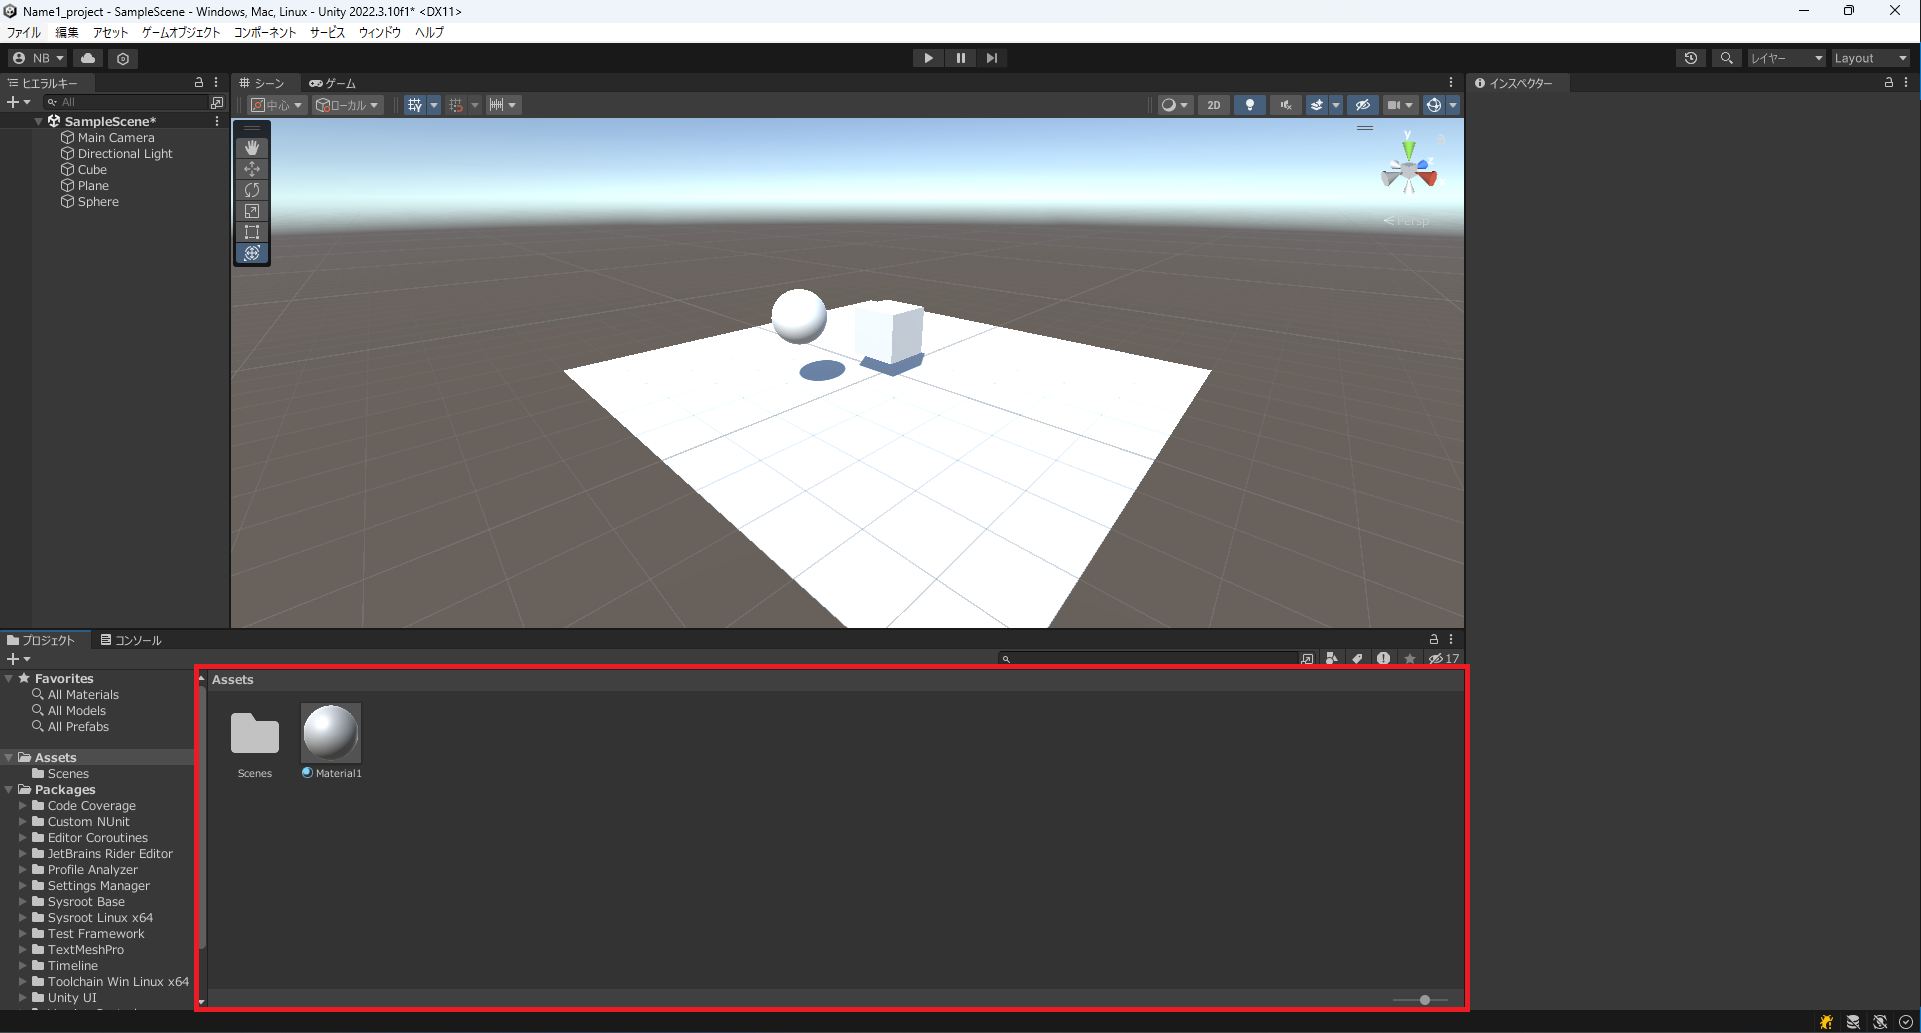 Name1_project - SampleScene - Windows, Mac, Linux - Unity 2022.3.10f1* <DX11>
ファイル 編集 アセット ゲームオブジェクト コンポーネント サービス ウィンドウ ヘルプ
NB レイヤー Layout
ヒエラルキー シーン ゲーム インスペクター
All 中心 ローカル 2D
SampleScene*
Main Camera
Directional Light
Cube
Plane
Sphere
y
z
Persp
プロジェクト コンソール
17
Favorites
All Materials
All Models
All Prefabs
Assets
Scenes
Packages
Code Coverage
Custom NUnit
Editor Coroutines
JetBrains Rider Editor
Profile Analyzer
Settings Manager
Sysroot Base
Sysroot Linux x64
Test Framework
TextMeshPro
Timeline
Toolchain Win Linux x64
Unity UI
Assets
Scenes Material1